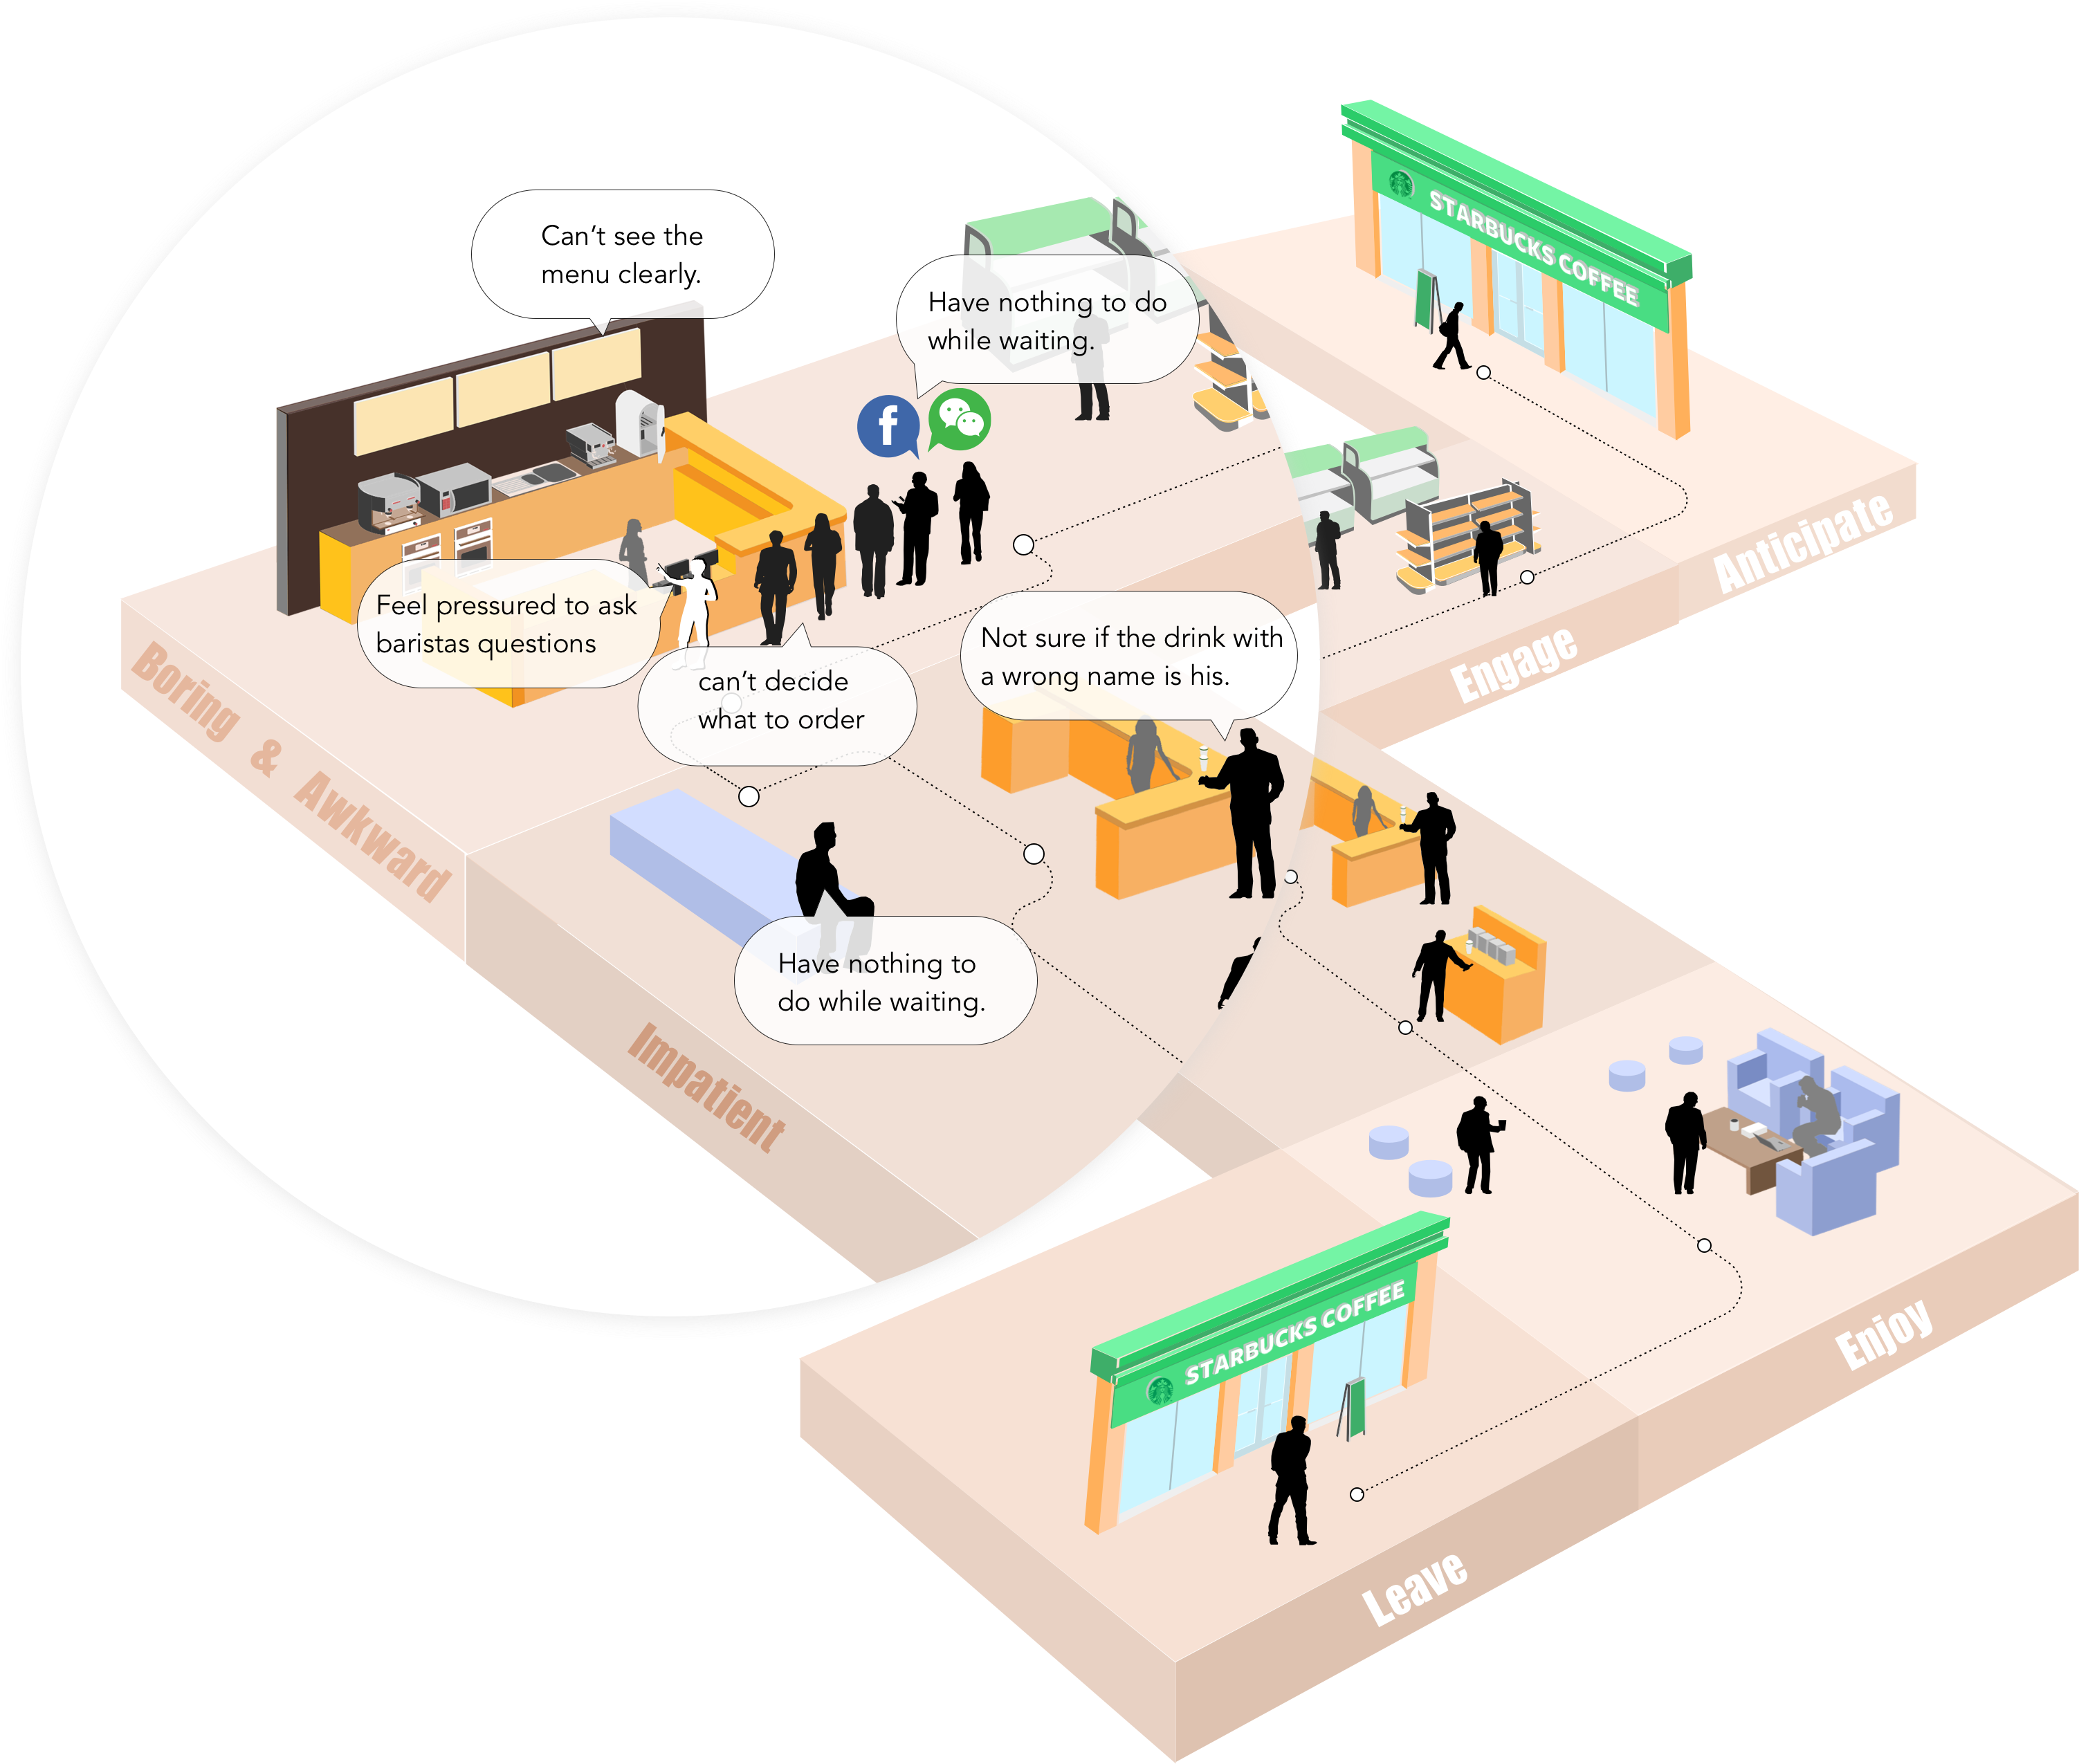 STARBUCKS COFFEE
Can't see the
menu clearly.
Have nothing to do
while waiting.
f
Anticipate
Feel pressured to ask
baristas questions
Not sure if the drink with
a wrong name is his.
Engage
can't decide
what to order
Boring & Awkward
Have nothing to
do while waiting.
Impatient
STARBUCKS COFFEE
Enjoy
Leave